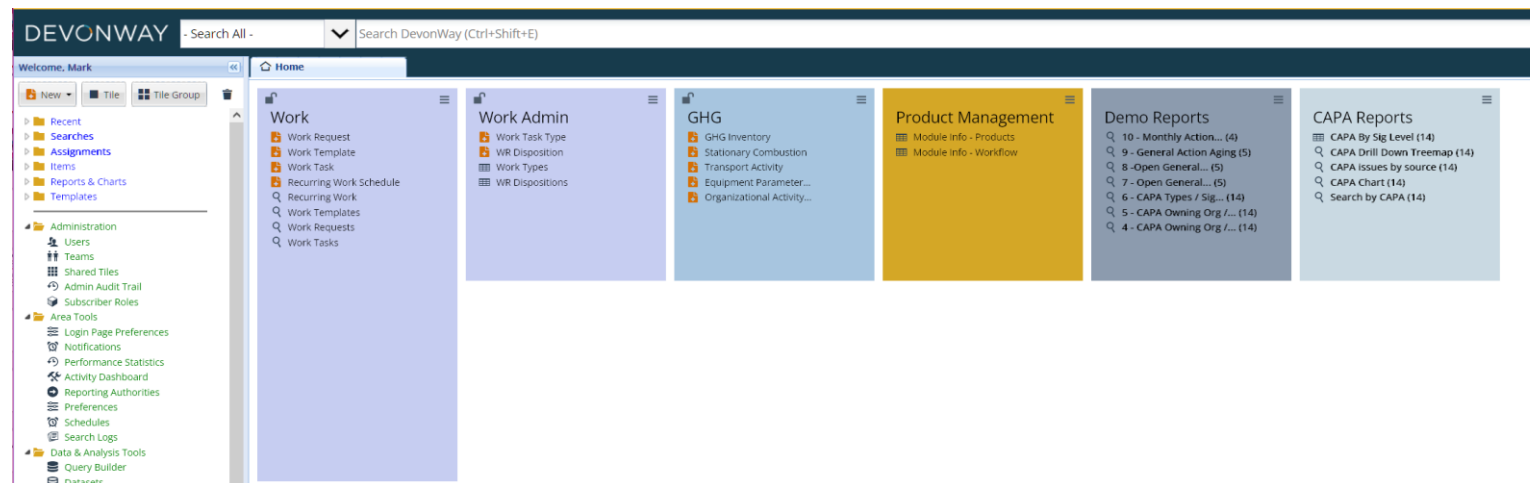 DEVONWAY
- Search All -
Search DevonWay (Ctrl+Shift+E)
Welcome, Mark
Home
New
Tile
Tile Group
Recent
Searches
Assignments
Items
Reports & Charts
Templates
Administration
Users
Teams
Shared Tiles
Admin Audit Trail
Subscriber Roles
Area Tools
Login Page Preferences
Notifications
Performance Statistics
Activity Dashboard
Reporting Authorities
Preferences
Schedules
Search Logs
Data & Analysis Tools
Query Builder
Datasets
Work
Work Request
Work Template
Work Task
Recurring Work Schedule
Recurring Work
Work Templates
Work Requests
Work Tasks
Work Admin
Work Task Type
WR Disposition
Work Types
WR Dispositions
GHG
GHG Inventory
Stationary Combustion
Transport Activity
Equipment Parameter...
Organizational Activity...
Product Management
Module Info - Products
Module Info - Workflow
Demo Reports
10 - Monthly Action... (4)
9 - General Action Aging (5)
8 -Open General... (5)
7 - Open General... (5)
6 - CAPA Types / Sig... (14)
5 - CAPA Owning Org /... (14)
4 - CAPA Owning Org /... (14)
CAPA Reports
CAPA By Sig Level (14)
CAPA Drill Down Treemap (14)
CAPA issues by source (14)
CAPA Chart (14)
Search by CAPA (14)